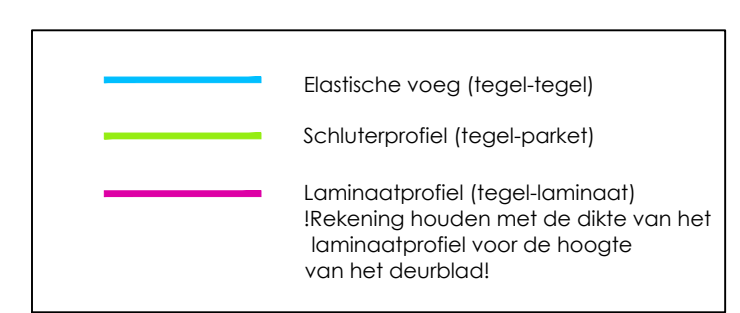 Elastische voeg (tegel-tegel)
Schluterprofiel (tegel-parket)
Laminaatprofiel (tegel-laminaat)
!Rekening houden met de dikte van het
laminaatprofiel voor de hoogte
van het deurblad!